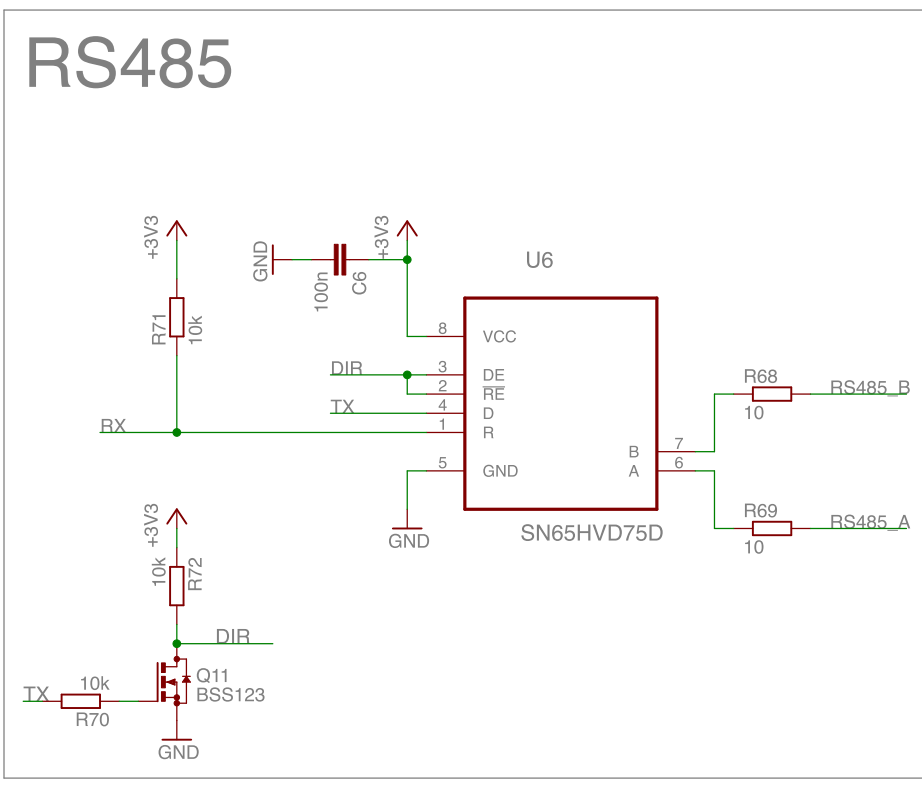 RS485
+3V3
R71
10k
RX
GND
100n
C6
+3V3
U6
8
VCC
DIR
3
DE
2
RE
TX
4
D
1
R
5
GND
GND
B
7
A
6
SN65HVD75D
R68
10
RS485_B
R69
10
RS485_A
+3V3
10k
R72
DIR
Q11
BSS123
TX
10k
R70
GND